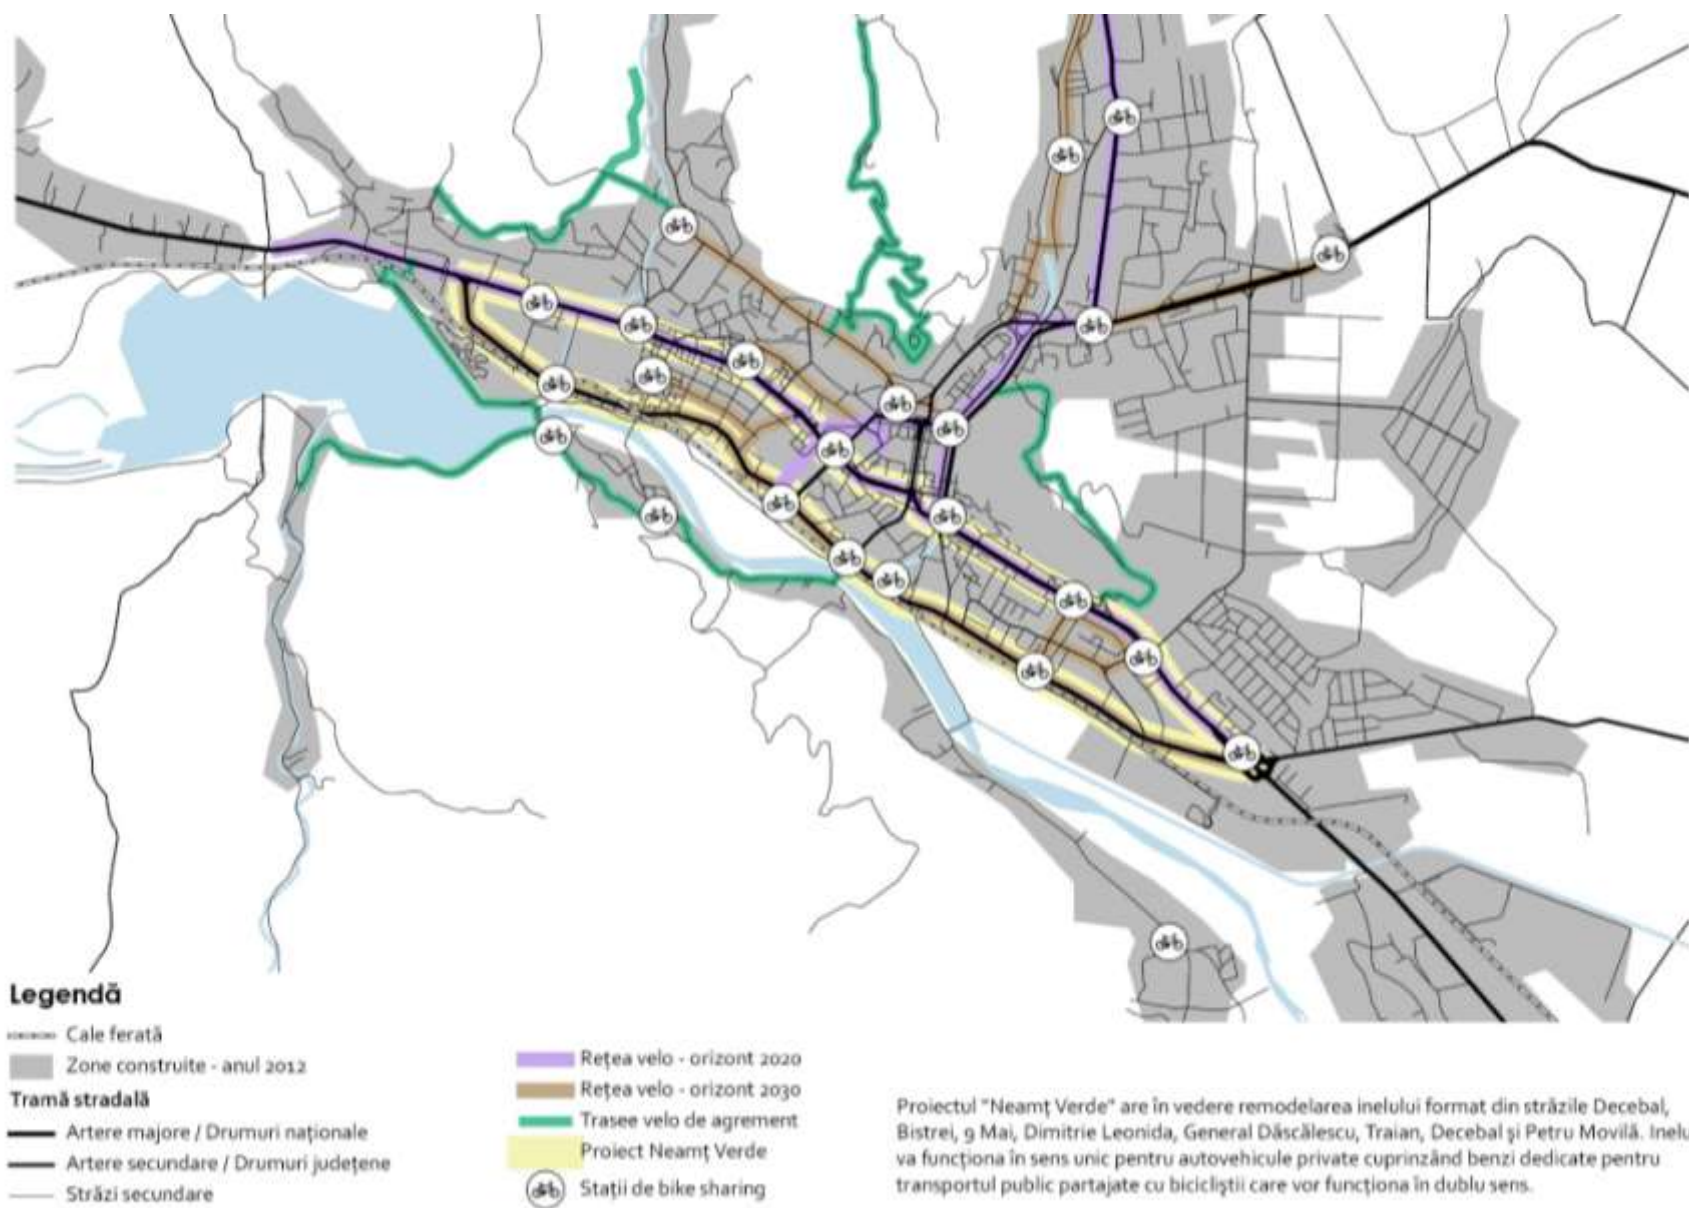 Legendă
Cale ferată
Zone construite - anul 2012
Tramă stradală
Artere majore / Drumuri naționale
Artere secundare / Drumuri județene
Străzi secundare
Rețea velo - orizont 2020
Rețea velo - orizont 2030
Trasee velo de agrement
Proiect Neamț Verde
Stații de bike sharing
Proiectul "Neamț Verde" are în vedere remodelarea inelului format din străzile Decebal,
Bistrei, 9 Mai, Dimitrie Leonida, General Dăscălescu, Traian, Decebal și Petru Movilă. Inelu
va funcționa în sens unic pentru autovehicule private cuprinzând benzi dedicate pentru
transportul public partajate cu bicicliștii care vor funcționa în dublu sens.